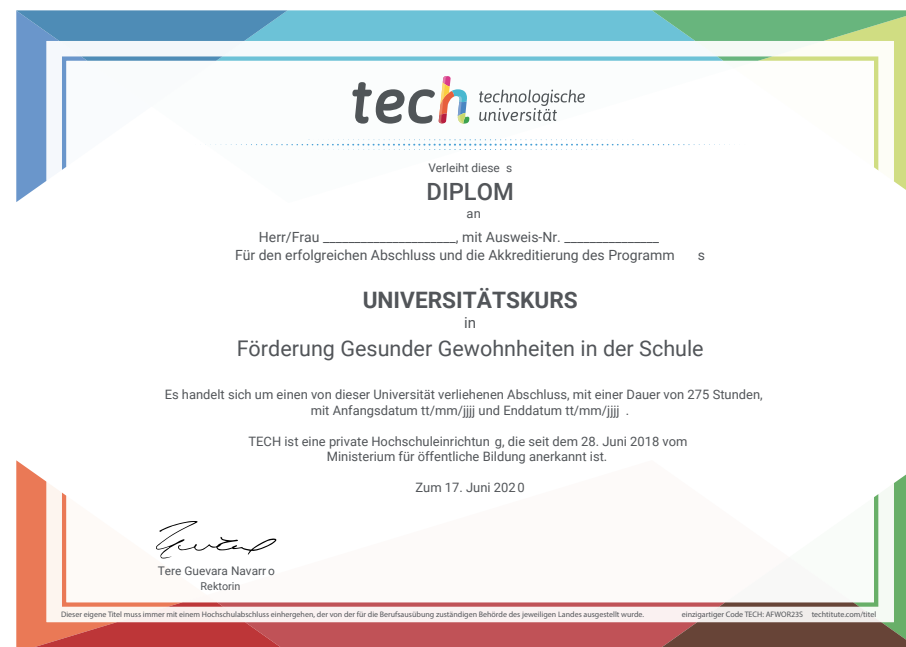 tech technologische
universität
Verleiht diese s
DIPLOM
an
Herr/Frau _____________________, mit Ausweis-Nr. _______________
Für den erfolgreichen Abschluss und die Akkreditierung des Programm s
UNIVERSITÄTSKURS
in
Förderung Gesunder Gewohnheiten in der Schule
Es handelt sich um einen von dieser Universität verliehenen Abschluss, mit einer Dauer von 275 Stunden,
mit Anfangsdatum tt/mm/jjjj und Enddatum tt/mm/jjjj .
TECH ist eine private Hochschuleinrichtun g, die seit dem 28. Juni 2018 vom
Ministerium für öffentliche Bildung anerkannt ist.
Zum 17. Juni 2020
Tere Guevara Navarro
Rektorin
Dieser eigene Titel muss immer mit einem Hochschulabschluss einhergehen, der von der für die Berufsausübung zuständigen Behörde des jeweiligen Landes ausgestellt wurde. einzigartiger Code TECH: AFWOR23S techtitute.com/titel